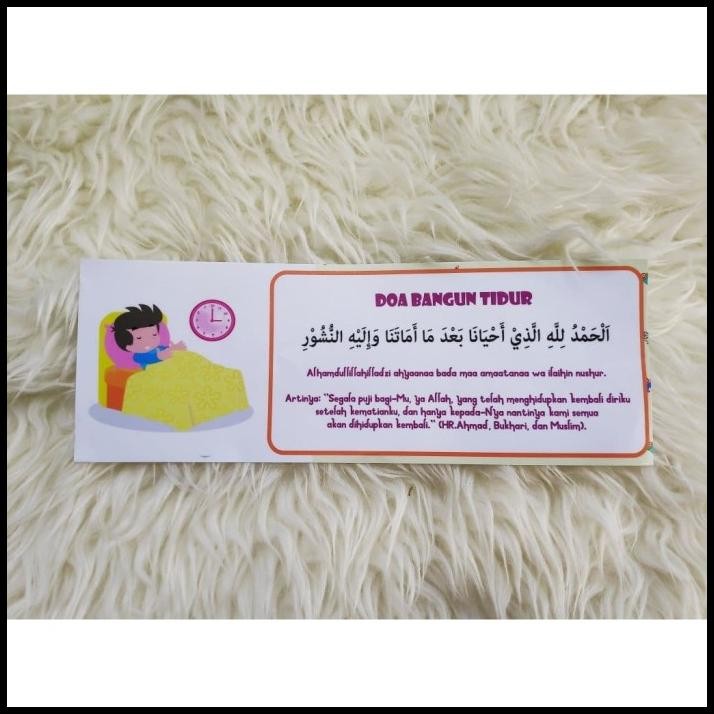 DOA BANGUN TIDUR
اَلْحَمْدُ لِلَّهِ الَّذِيْ أَحْيَانَا بَعْدَ مَا أَمَاتَنَا وَإِلَيْهِ النُّشُوْرِ
Alhamdullillahilladzi ahyaanaa bada maa amaatanaa wa ilaihin nushur.
Artinya: "Segala puji bagi-Mu, ya Allah, yang telah menghidupkan kembali diriku
setelah kematianku, dan hanya kepada-Nya nantinya kami semua
akan dihidupkan kembali." (HR.Ahmad, Bukhari, dan Muslim).